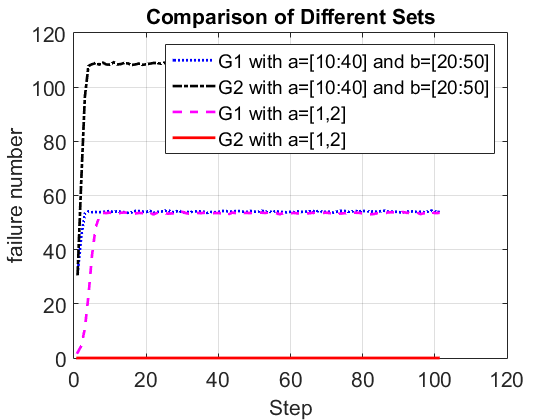 Comparison of Different Sets
120
100
80
60
40
20
0
failure number
G1 with a=[10:40] and b=[20:50]
G2 with a=[10:40] and b=[20:50]
G1 with a=[1,2]
G2 with a=[1,2]
0 20 40 60 80 100 120
Step